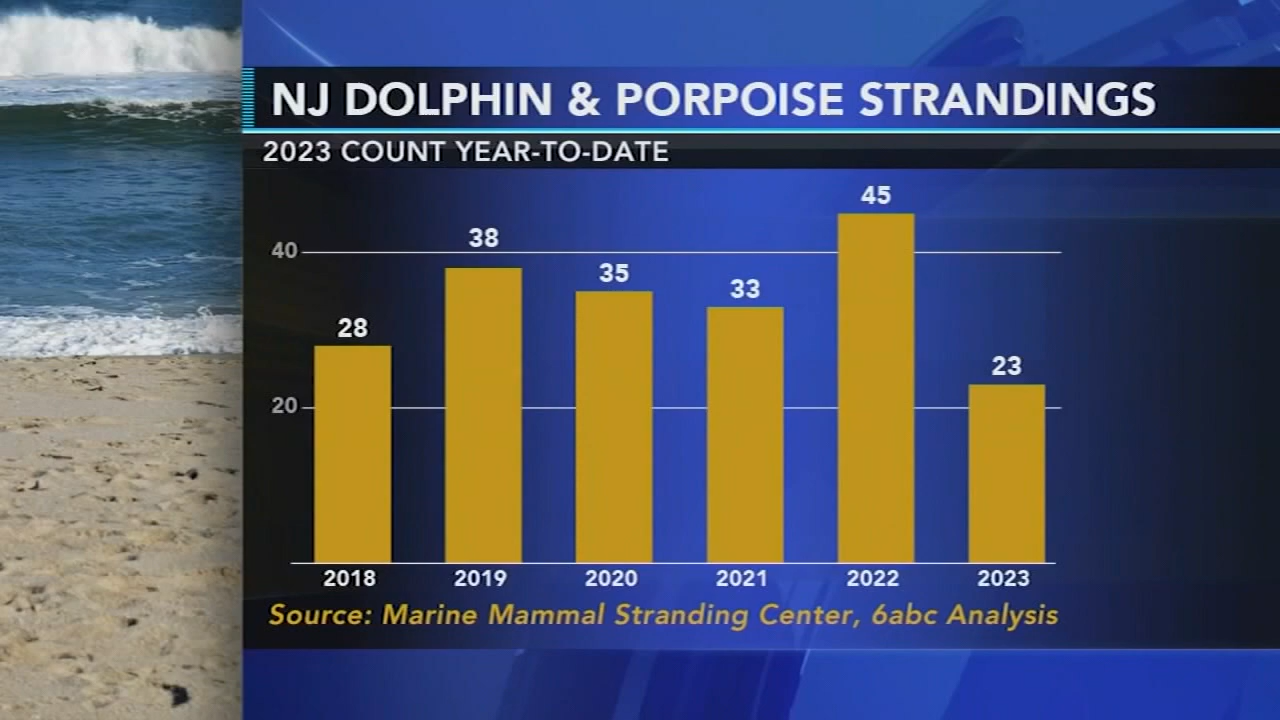 NJ DOLPHIN & PORPOISE STRANDINGS
2023 COUNT YEAR-TO-DATE
45
38
40
35
33
28
23
20
2018 2019 2020 2021 2022 2023
Source: Marine Mammal Stranding Center, 6abc Analysis